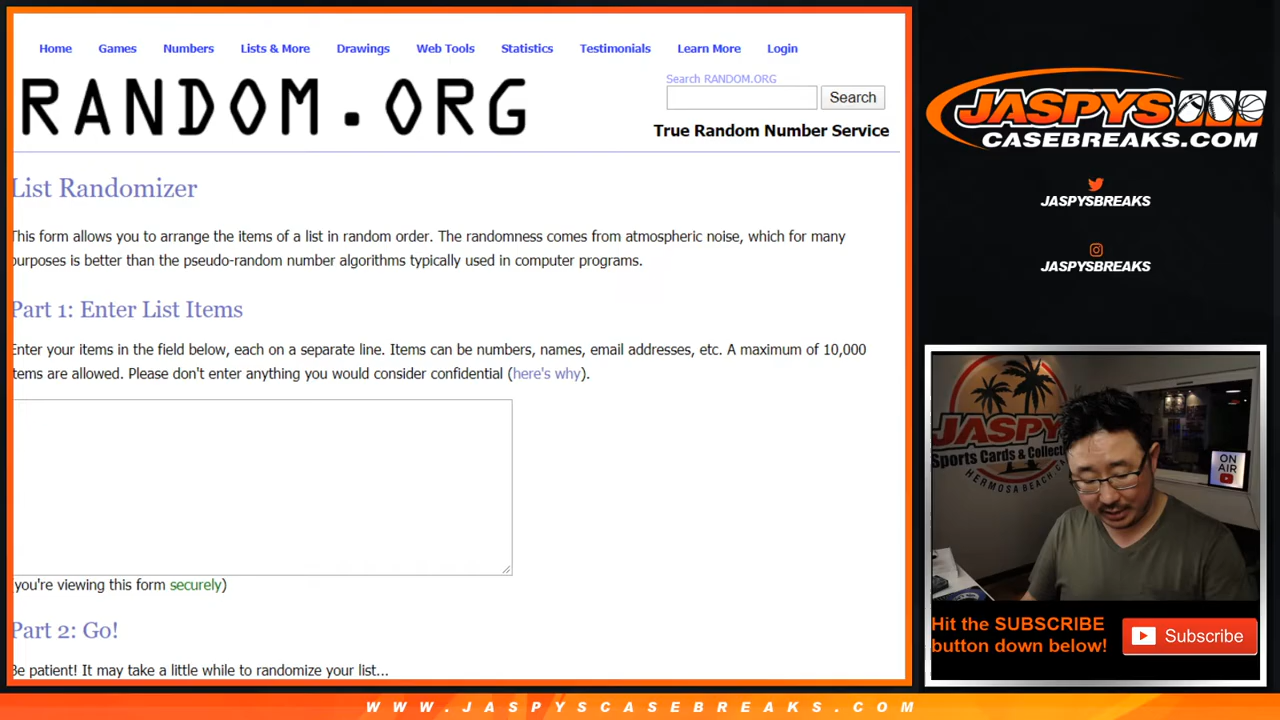 Home Games Numbers Lists & More Drawings Web Tools Statistics Testimonials Learn More Login
RANDOM.ORG
Search RANDOM.ORG
Search
True Random Number Service
List Randomizer
This form allows you to arrange the items of a list in random order. The randomness comes from atmospheric noise, which for many
purposes is better than the pseudo-random number algorithms typically used in computer programs.
Part 1: Enter List Items
Enter your items in the field below, each on a separate line. Items can be numbers, names, email addresses, etc. A maximum of 10,000
items are allowed. Please don't enter anything you would consider confidential (here's why).
(you're viewing this form securely)
Part 2: Go!
Be patient! It may take a little while to randomize your list...
JASPYS
CASEBREAKS.COM
JASPYSBREAKS
JASPYSBREAKS
JASPY
Sports Cards & Collect
HERMOSA BEACH, CA
ON
AIR
Hit the SUBSCRIBE
button down below!
Subscribe
WWW.JASPYSCASEBREAKS.COM